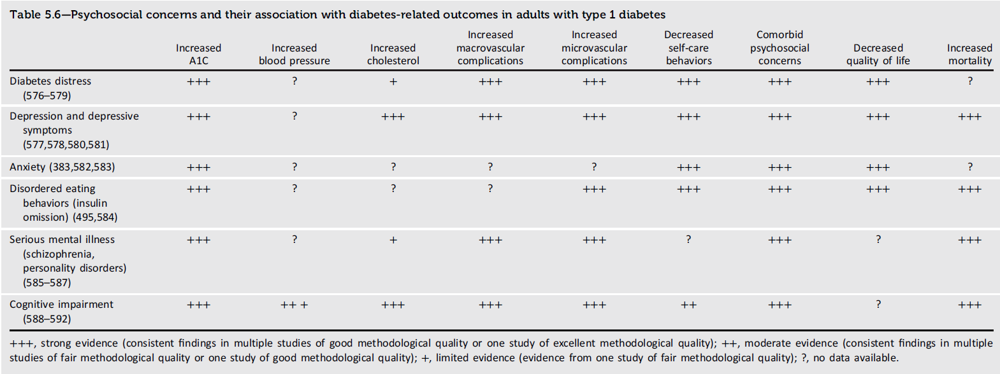 Table 5.6—Psychosocial concerns and their association with diabetes-related outcomes in adults with type 1 diabetes
Increased A1C | Increased blood pressure | Increased cholesterol | Increased macrovascular complications | Increased microvascular complications | Decreased self-care behaviors | Comorbid psychosocial concerns | Decreased quality of life | Increased mortality
Diabetes distress +++ ? + +++ +++ +++ +++ +++ ?
(576–579)
Depression and depressive +++ ? +++ +++ +++ +++ +++ +++ +++
symptoms
(577,578,580,581)
Anxiety (383,582,583) +++ ? ? ? ? +++ +++ +++ ?
Disordered eating +++ ? ? ? +++ +++ +++ +++ +++
behaviors (insulin
omission) (495,584)
Serious mental illness +++ ? + +++ +++ ? +++ ? +++
(schizophrenia,
personality disorders)
(585–587)
Cognitive impairment +++ ++ + +++ +++ +++ ++ +++ ? +++
(588–592)
+++, strong evidence (consistent findings in multiple studies of good methodological quality or one study of excellent methodological quality); ++, moderate evidence (consistent findings in multiple
studies of fair methodological quality or one study of good methodological quality); +, limited evidence (evidence from one study of fair methodological quality); ?, no data available.